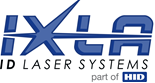 IXLA
ID LASER SYSTEMS
part of HID